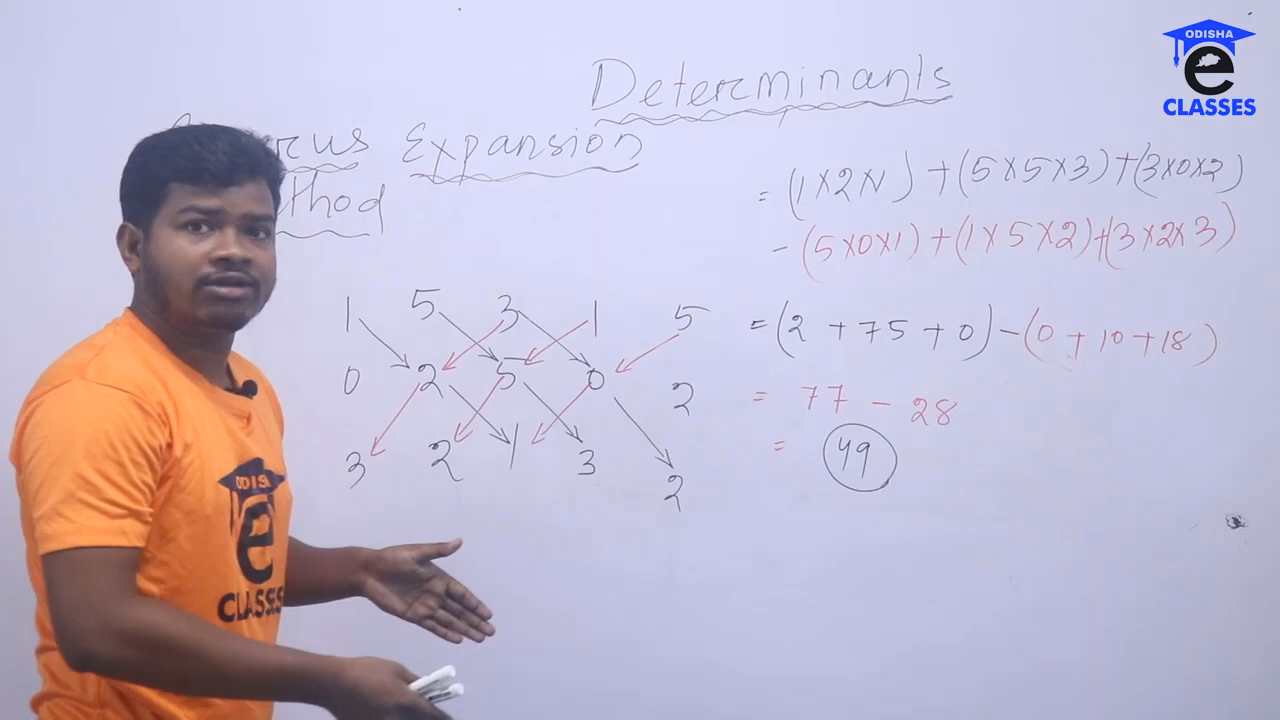 ODISHA
e
CLASSES
Determinants
Expansion
= (1×2×1) + (5×5×3) + (3×0×2)
- (5×0×1) + (1×5×2) + (3×2×3)
1 5 3 1 5
= (2 + 75 + 0) - (0 + 10 + 18)
0 2 5 0 2
= 77 - 28
3 2 1 3 2
= 49
ODISHA
e
CLASSES